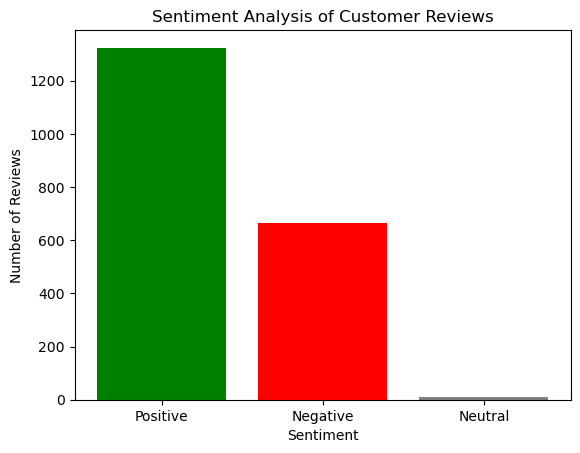 Sentiment Analysis of Customer Reviews
Number of Reviews
1200
1000
800
600
400
200
0
Positive Negative Neutral
Sentiment